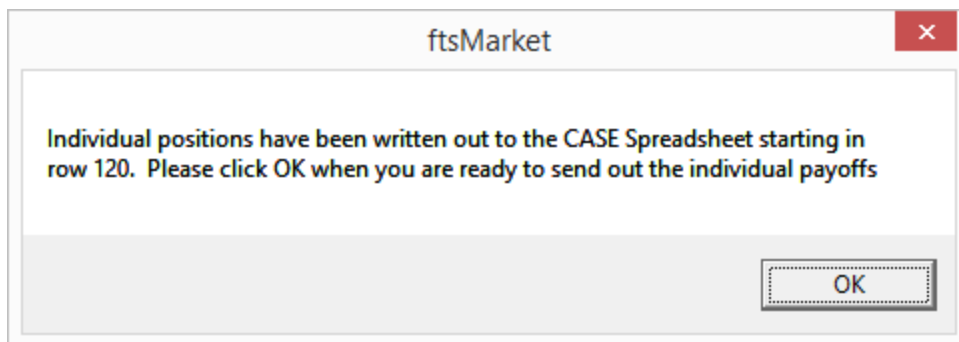 ftsMarket
Individual positions have been written out to the CASE Spreadsheet starting in
row 120.  Please click OK when you are ready to send out the individual payoffs
OK